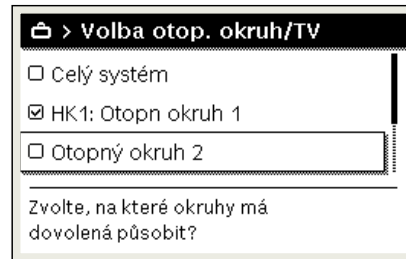 > Volba otop. okruh/TV
Celý systém
HK1: Otopn okruh 1
Otopný okruh 2
Zvolte, na které okruhy má
dovolená působit?